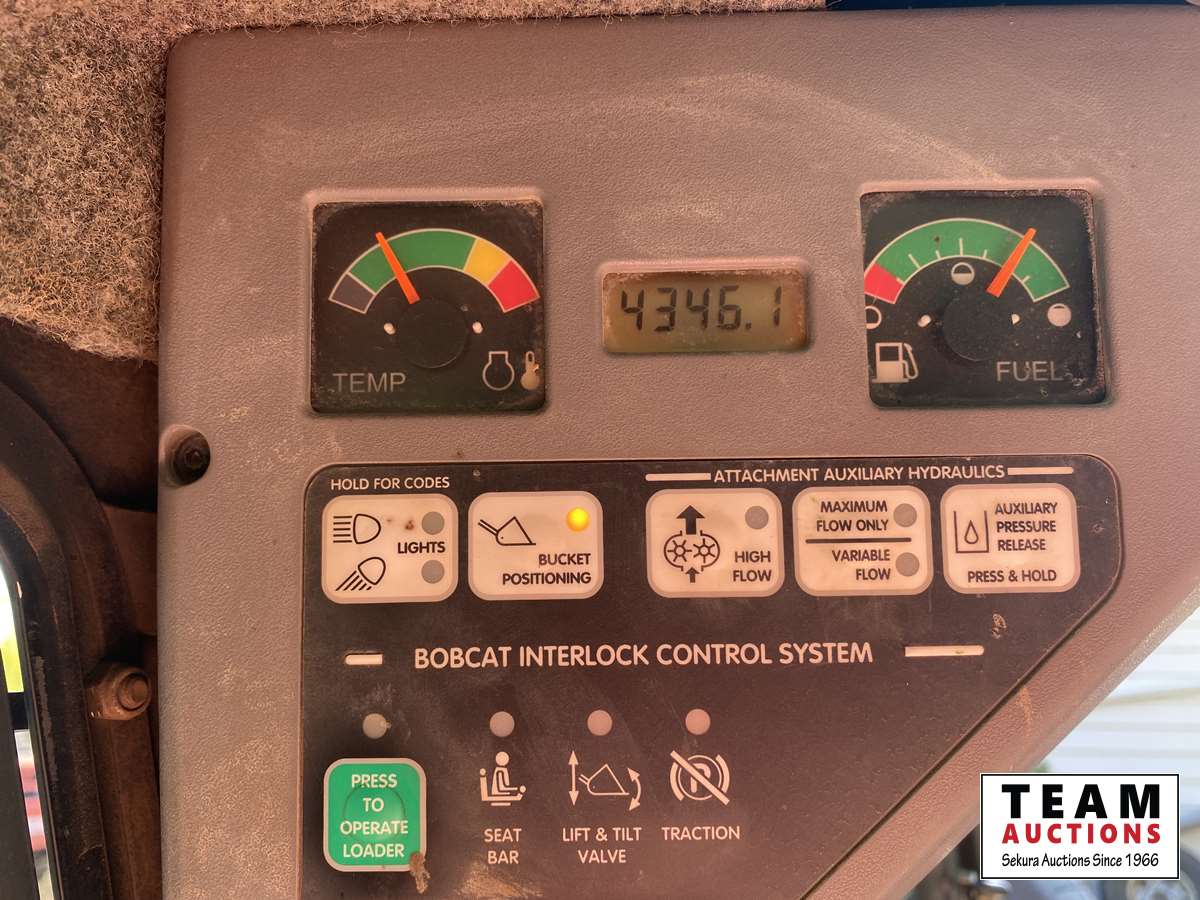 TEMP
4346.1
FUEL
HOLD FOR CODES
ATTACHMENT AUXILIARY HYDRAULICS
LIGHTS
BUCKET
POSITIONING
HIGH
FLOW
MAXIMUM
FLOW ONLY
VARIABLE
FLOW
AUXILIARY
PRESSURE
RELEASE
PRESS & HOLD
BOBCAT INTERLOCK CONTROL SYSTEM
PRESS
TO
OPERATE
LOADER
SEAT
BAR
LIFT & TILT
VALVE
TRACTION
TEAM
AUCTIONS
Sekura Auctions Since 1966